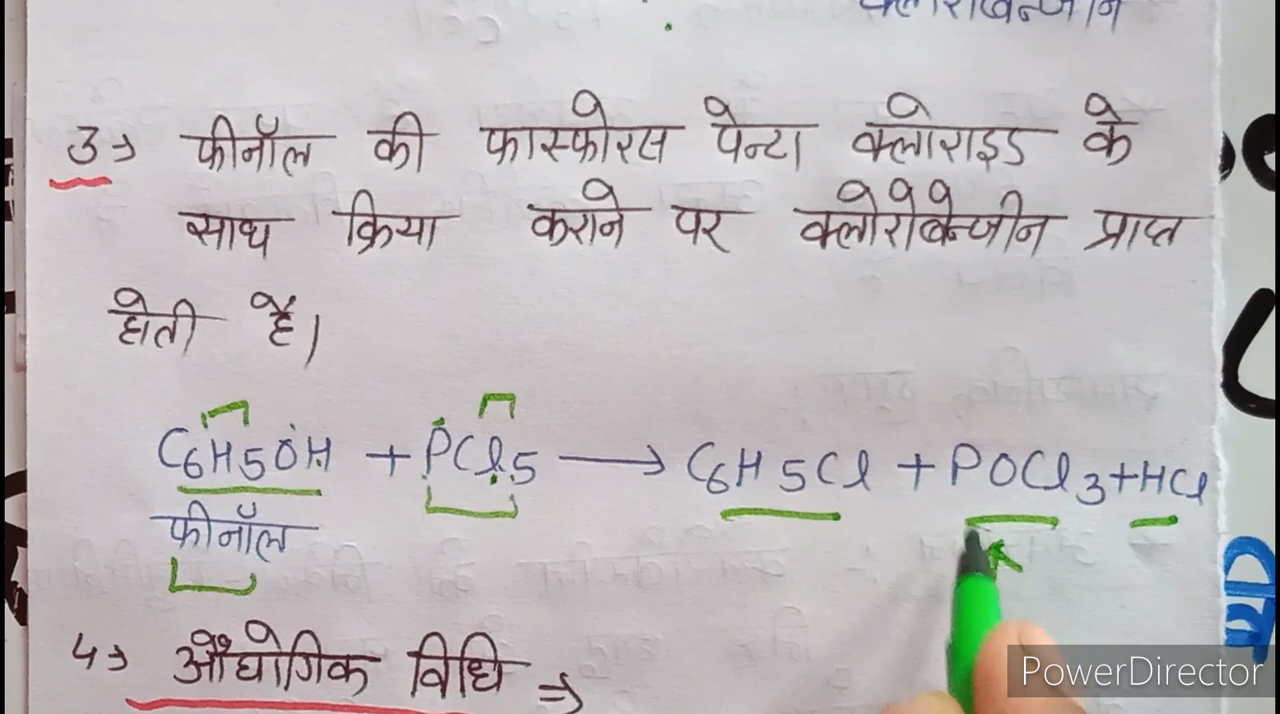 क्लोरोबेन्जीन
3→ फीनॉल की फास्फोरस पेन्टा क्लोराइड के
साथ क्रिया कराने पर क्लोरोबेन्जीन प्राप्त
होती है।
C6H5OH + PCl5 ⟶ C6H5Cl + POCl3 + HCl
फीनॉल
4→ औद्योगिक विधि ⇒
PowerDirector